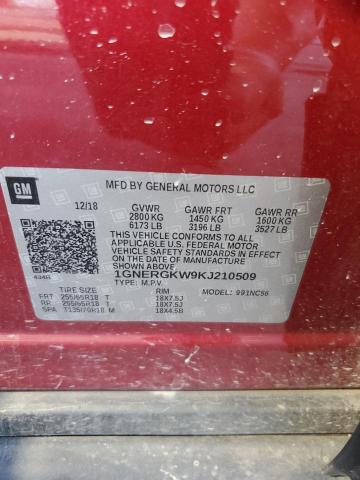 GM
MFD BY GENERAL MOTORS LLC
12/18 GVWR GAWR FRT GAWR RR
2800 KG 1450 KG 1600 KG
6173 LB 3196 LB 3527 LB
THIS VEHICLE CONFORMS TO ALL APPLICABLE
U.S. FEDERAL MOTOR VEHICLE SAFETY
STANDARDS IN EFFECT ON THE DATE OF
MANUFACTURE SHOWN ABOVE.
1GNERGKW9KJ210509
TYPE: M.P.V. MODEL: 991NC56
TIRE SIZE RIM
FRT 255/65R18 T 18X7.5J
RR 255/65R18 T 18X7.5J
SPA T135/70R18 M 18X4.5B